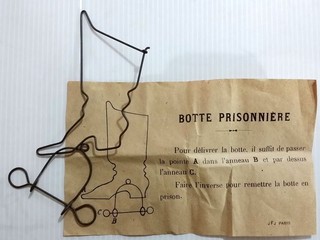 BOTTE PRISONNIÈRE
Pour délivrer la botte, il suffit de passer
la pointe A dans l'anneau B et par dessus
l'anneau C.
Faire l'inverse pour remettre la botte en
prison.
C
B